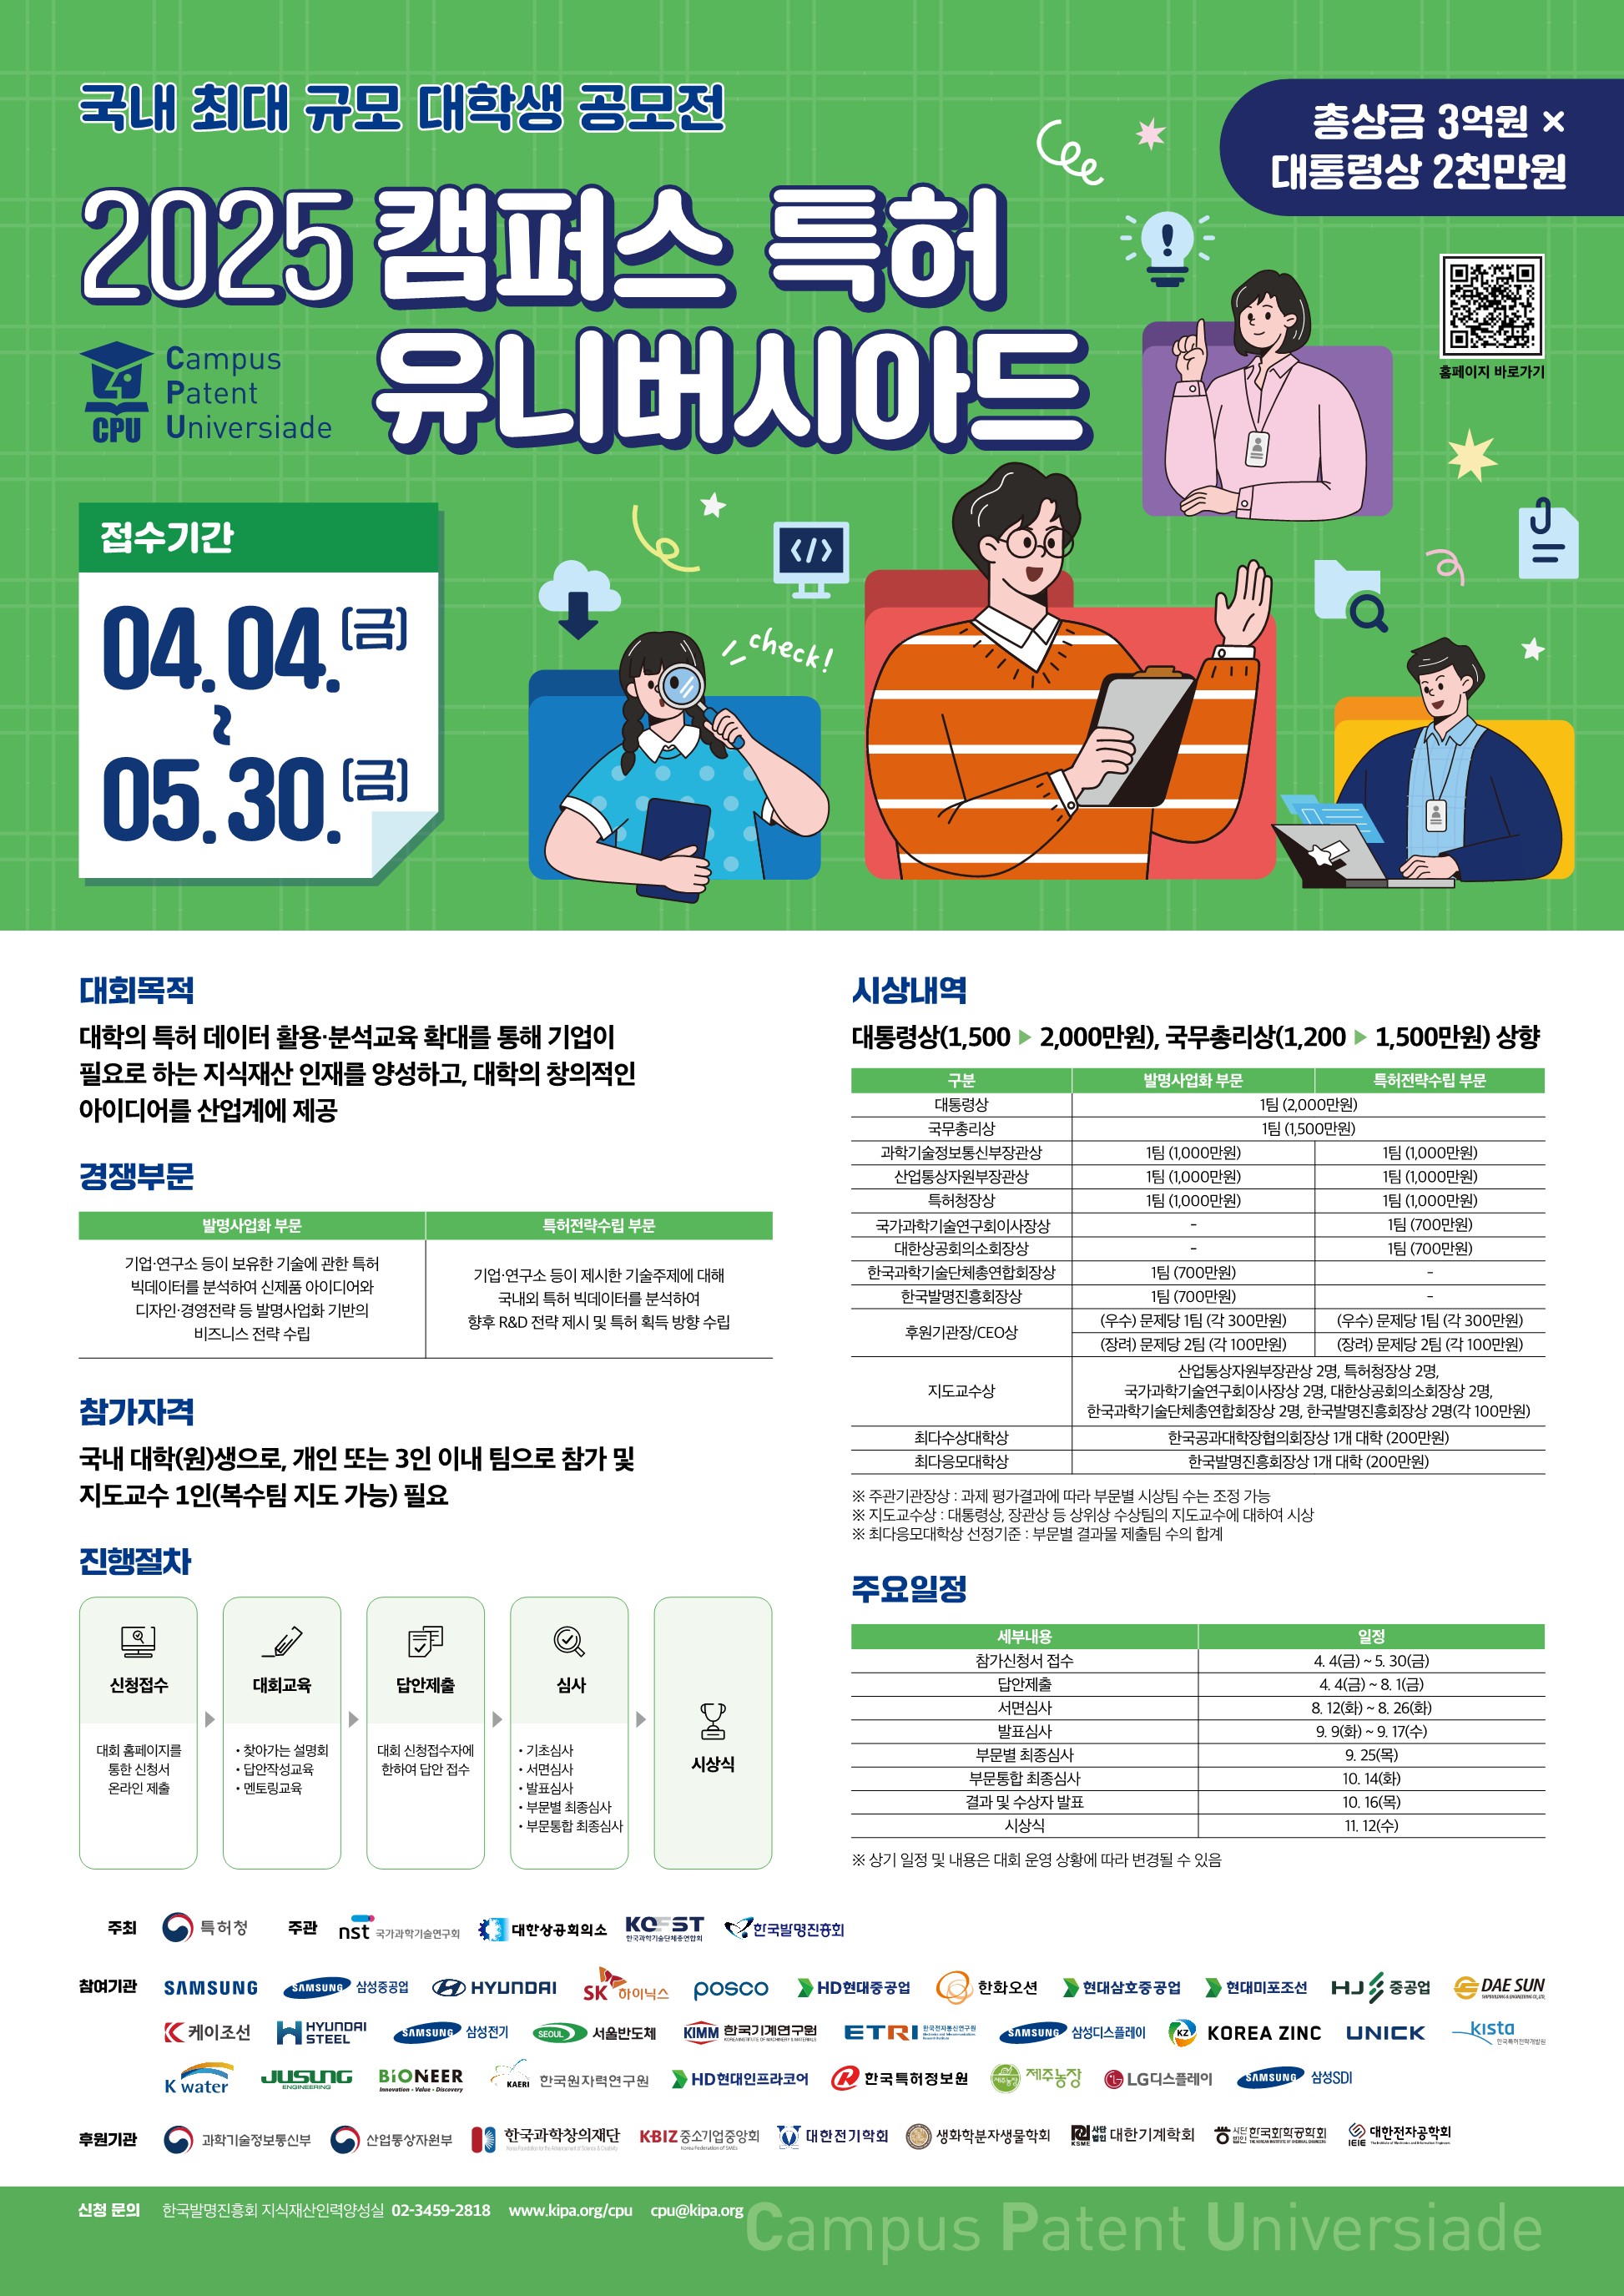 국내 최대 규모 대학생 공모전
총상금 3억원 ×
대통령상 2천만원
2025 캠퍼스 특허
유니버시아드
CPU
Campus
Patent
Universiade
홈페이지 바로가기
접수기간
04.04.(금)
~
05.30.(금)
check!
대회목적
대학의 특허 데이터 활용·분석교육 확대를 통해 기업이
필요로 하는 지식재산 인재를 양성하고, 대학의 창의적인
아이디어를 산업계에 제공
경쟁부문
발명사업화 부문 특허전략수립 부문
기업·연구소 등이 보유한 기술에 관한 특허
빅데이터를 분석하여 신제품 아이디어와
디자인·경영전략 등 발명사업화 기반의
비즈니스 전략 수립
기업·연구소 등이 제시한 기술주제에 대해
국내외 특허 빅데이터를 분석하여
향후 R&D 전략 제시 및 특허 획득 방향 수립
참가자격
국내 대학(원)생으로, 개인 또는 3인 이내 팀으로 참가 및
지도교수 1인(복수팀 지도 가능) 필요
진행절차
신청접수
대회 홈페이지를
통한 신청서
온라인 제출
대회교육
• 찾아가는 설명회
• 답안작성교육
• 멘토링교육
답안제출
대회 신청접수자에
한하여 답안 접수
심사
• 기초심사
• 서면심사
• 발표심사
• 부문별 최종심사
• 부문통합 최종심사
시상식
시상내역
대통령상(1,500 ▶ 2,000만원), 국무총리상(1,200 ▶ 1,500만원) 상향
구분 발명사업화 부문 특허전략수립 부문
대통령상 1팀 (2,000만원)
국무총리상 1팀 (1,500만원)
과학기술정보통신부장관상 1팀 (1,000만원) 1팀 (1,000만원)
산업통상자원부장관상 1팀 (1,000만원) 1팀 (1,000만원)
특허청장상 1팀 (1,000만원) 1팀 (1,000만원)
국가과학기술연구회이사장상 - 1팀 (700만원)
대한상공회의소회장상 - 1팀 (700만원)
한국과학기술단체총연합회장상 1팀 (700만원) -
한국발명진흥회장상 1팀 (700만원) -
후원기관장/CEO상 (우수) 문제당 1팀 (각 300만원) (우수) 문제당 1팀 (각 300만원)
(장려) 문제당 2팀 (각 100만원) (장려) 문제당 2팀 (각 100만원)
지도교수상
산업통상자원부장관상 2명, 특허청장상 2명,
국가과학기술연구회이사장상 2명, 대한상공회의소회장상 2명,
한국과학기술단체총연합회장상 2명, 한국발명진흥회장상 2명(각 100만원)
최다수상대학상 한국공과대학장협의회장상 1개 대학 (200만원)
최다응모대학상 한국발명진흥회장상 1개 대학 (200만원)
※ 주관기관장상 : 과제 평가결과에 따라 부문별 시상팀 수는 조정 가능
※ 지도교수상 : 대통령상, 장관상 등 상위상 수상팀의 지도교수에 대하여 시상
※ 최다응모대학상 선정기준 : 부문별 결과물 제출팀 수의 합계
주요일정
세부내용 일정
참가신청서 접수 4. 4(금) ~ 5. 30(금)
답안제출 4. 4(금) ~ 8. 1(금)
서면심사 8. 12(화) ~ 8. 26(화)
발표심사 9. 9(화) ~ 9. 17(수)
부문별 최종심사 9. 25(목)
부문통합 최종심사 10. 14(화)
결과 및 수상자 발표 10. 16(목)
시상식 11. 12(수)
※ 상기 일정 및 내용은 대회 운영 상황에 따라 변경될 수 있음
주최 특허청 주관 nst 국가과학기술연구회 대한상공회의소 KOFST 한국과학기술단체총연합회 한국발명진흥회
참여기관 SAMSUNG SAMSUNG 삼성중공업 HYUNDAI SK하이닉스 posco HD현대중공업 한화오션 현대삼호중공업 현대미포조선 HJ중공업 DAE SUN
케이조선 HYUNDAI STEEL SAMSUNG 삼성전기 SEOUL 서울반도체 KIMM 한국기계연구원 ETRI 한국전자통신연구원 SAMSUNG 삼성디스플레이 KZ KOREA ZINC UNICK kista 한국특허전략개발원
K water JUSUNG ENGINEERING BIONEER Innovation · Value · Discovery KAERI 한국원자력연구원 HD현대인프라코어 한국특허정보원 제주농장 제주농장 LG디스플레이 SAMSUNG 삼성SDI
후원기관 과학기술정보통신부 산업통상자원부 한국과학창의재단 KBIZ중소기업중앙회 Korea Federation of SMEs 대한전기학회 생화학분자생물학회 KSME 사단법인 대한기계학회 사단법인 한국화학공학회 IEIE 대한전자공학회
신청 문의 한국발명진흥회 지식재산인력양성실 02-3459-2818 www.kipa.org/cpu cpu@kipa.org
Campus Patent Universiade